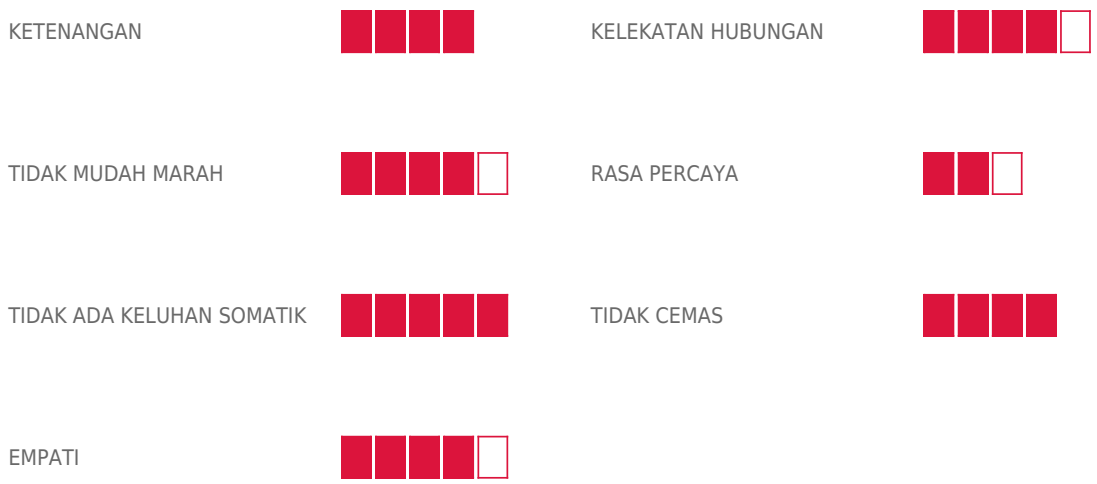 KETENANGAN
KELEKATAN HUBUNGAN
TIDAK MUDAH MARAH
RASA PERCAYA
TIDAK ADA KELUHAN SOMATIK
TIDAK CEMAS
EMPATI